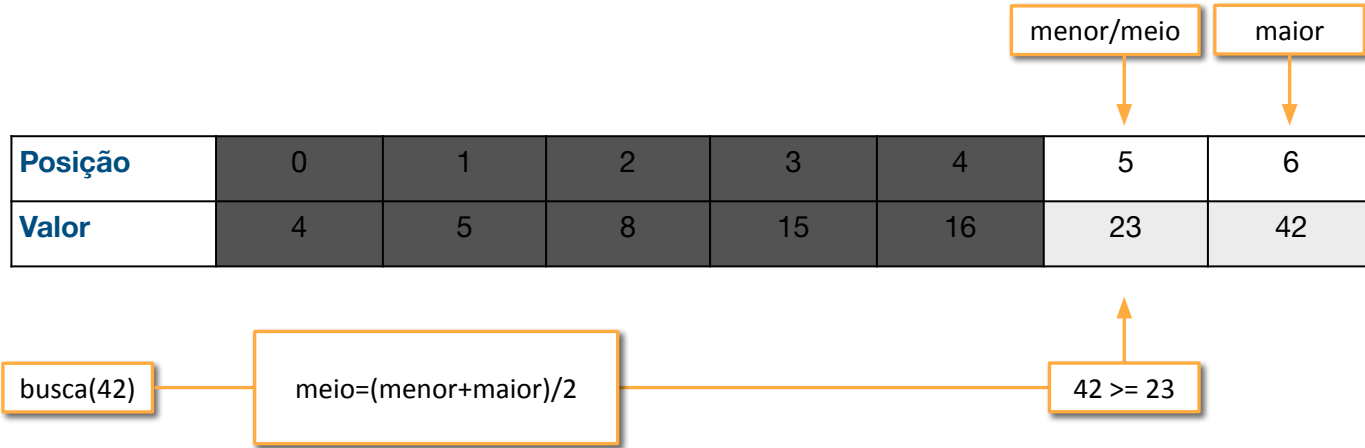 menor/meio maior
Posição 0 1 2 3 4 5 6
Valor 4 5 8 15 16 23 42
busca(42) meio=(menor+maior)/2 42 >= 23